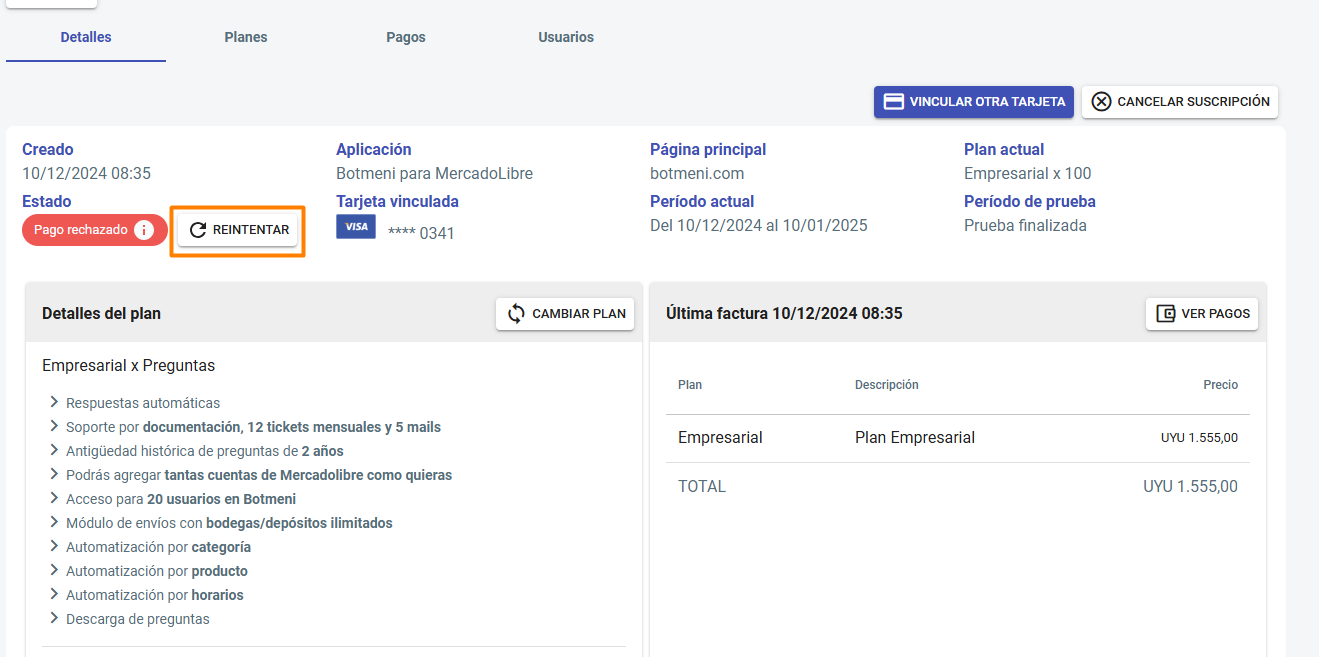 Detalles
Planes
Pagos
Usuarios
VINCULAR OTRA TARJETA
CANCELAR SUSCRIPCIÓN
Creado
10/12/2024 08:35
Aplicación
Botmeni para MercadoLibre
Página principal
botmeni.com
Plan actual
Empresarial x 100
Estado
Pago rechazado i
REINTENTAR
Tarjeta vinculada
VISA **** 0341
Período actual
Del 10/12/2024 al 10/01/2025
Período de prueba
Prueba finalizada
Detalles del plan
CAMBIAR PLAN
Empresarial x Preguntas
Respuestas automáticas
Soporte por documentación, 12 tickets mensuales y 5 mails
Antigüedad histórica de preguntas de 2 años
Podrás agregar tantas cuentas de Mercadolibre como quieras
Acceso para 20 usuarios en Botmeni
Módulo de envíos con bodegas/depósitos ilimitados
Automatización por categoría
Automatización por producto
Automatización por horarios
Descarga de preguntas
Última factura 10/12/2024 08:35
VER PAGOS
Plan Descripción Precio
Empresarial Plan Empresarial UYU 1.555,00
TOTAL UYU 1.555,00